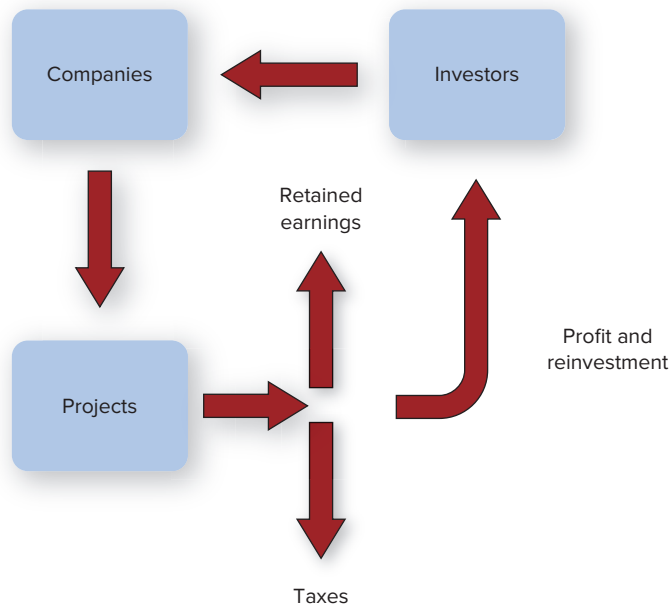 Companies
Investors
Retained
earnings
Profit and
reinvestment
Projects
Taxes